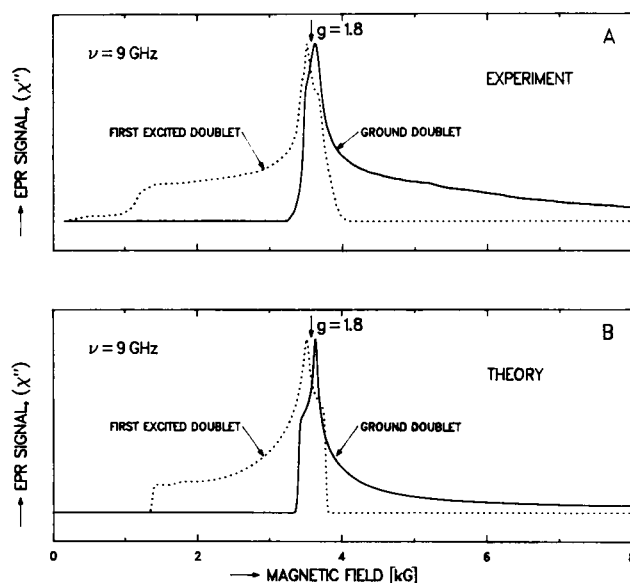 A
g = 1.8
ν = 9 GHz
EXPERIMENT
FIRST EXCITED DOUBLET
GROUND DOUBLET
EPR SIGNAL, (χ″)
B
g = 1.8
ν = 9 GHz
THEORY
FIRST EXCITED DOUBLET
GROUND DOUBLET
EPR SIGNAL, (χ″)
0 2 4 6 8
MAGNETIC FIELD [kG]